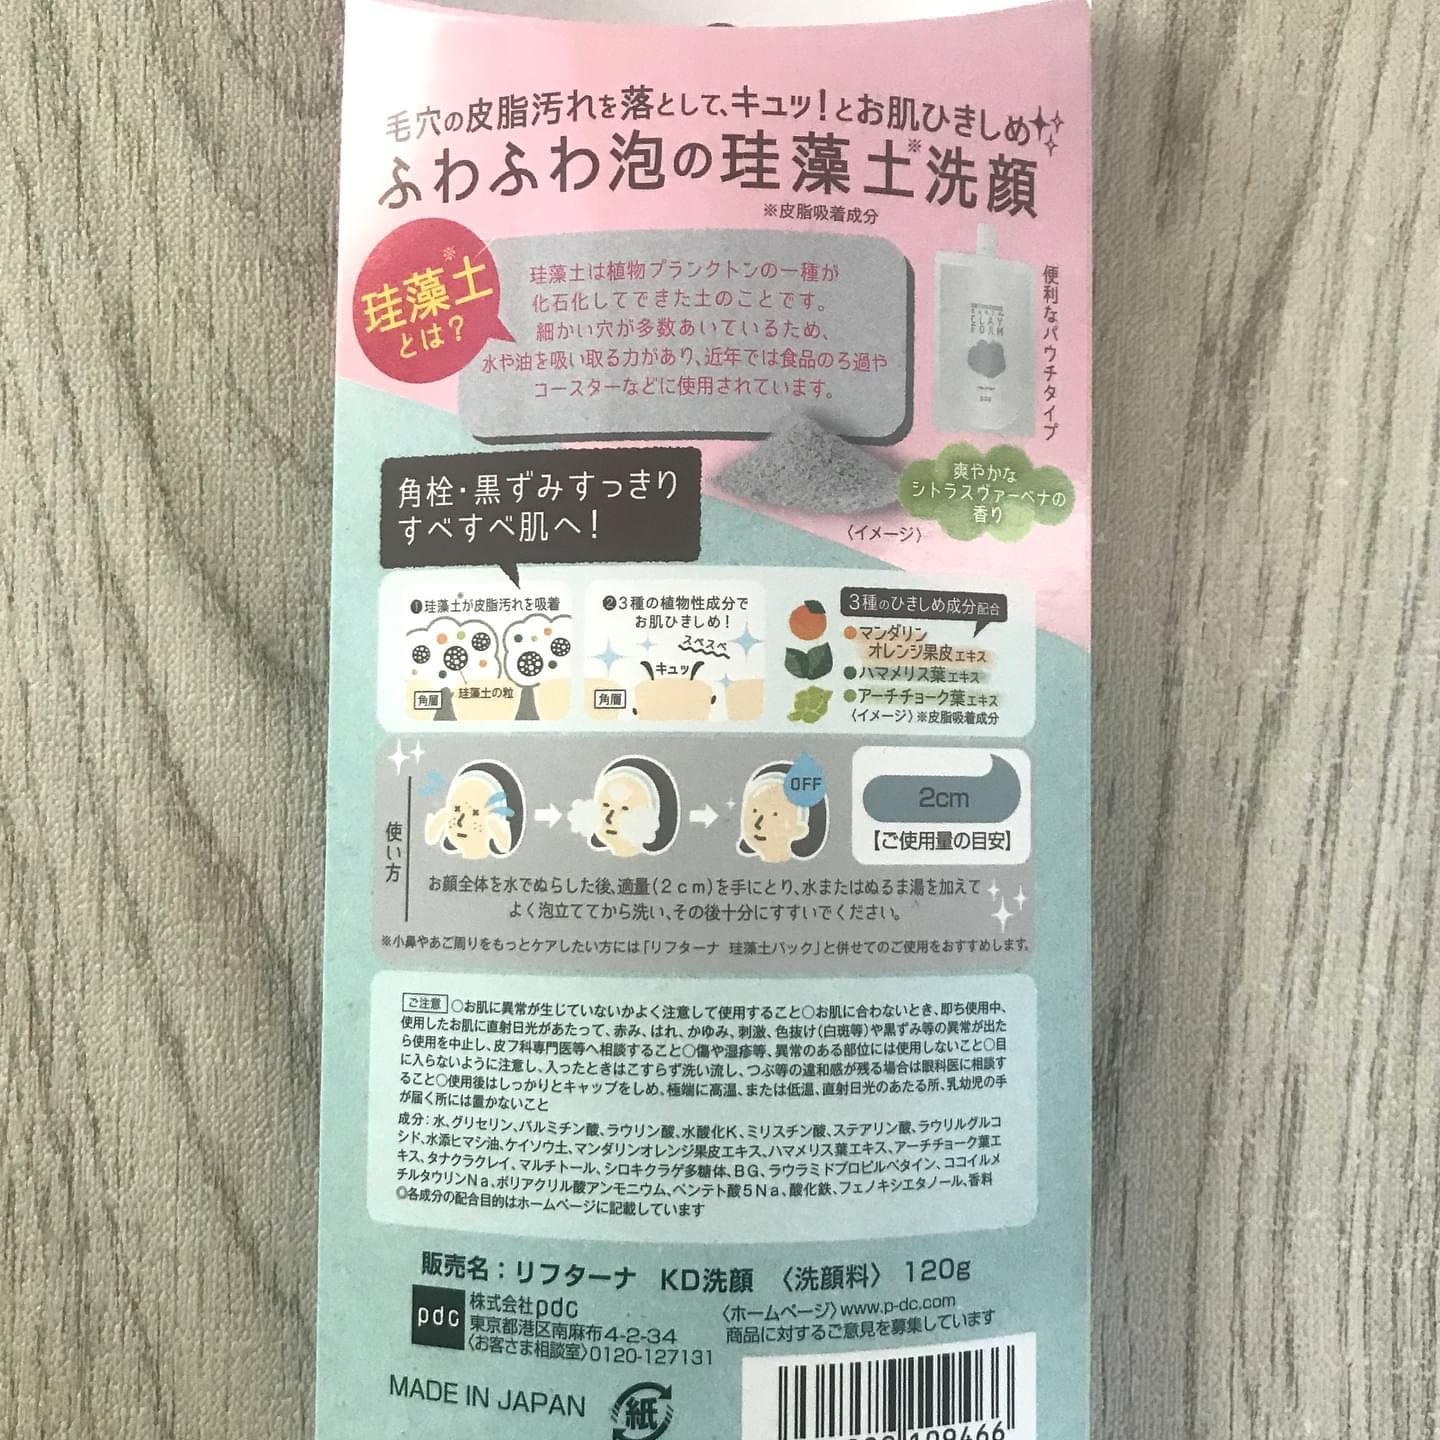 毛穴の皮脂汚れを落として、キュッ!とお肌ひきしめ
ふわふわ泡の珪藻土※洗顔
※皮脂吸着成分
珪藻土※
とは?
珪藻土は植物プランクトンの一種が
化石化してできた土のことです。
細かい穴が多数あいているため、
水や油を吸い取る力があり、近年では食品のろ過や
コースターなどに使用されています。
便利なパウチタイプ
爽やかな
シトラスヴァーベナの
香り
〈イメージ〉
角栓・黒ずみすっきり
すべすべ肌へ!
❶珪藻土※が皮脂汚れを吸着
角層
珪藻土の粒
❷3種の植物性成分で
お肌ひきしめ!
スベスベ
キュッ
角層
3種のひきしめ成分配合
●マンダリン
オレンジ果皮エキス
●ハマメリス葉エキス
●アーチチョーク葉エキス
〈イメージ〉※皮脂吸着成分
使い方
OFF
2cm
【ご使用量の目安】
お顔全体を水でぬらした後、適量(2cm)を手にとり、水またはぬるま湯を加えて
よく泡立ててから洗い、その後十分にすすいでください。
※小鼻やあご周りをもっとケアしたい方には「リフターナ 珪藻土パック」と併せてのご使用をおすすめします。
ご注意 ○お肌に異常が生じていないかよく注意して使用すること○お肌に合わないとき、即ち使用中、
使用したお肌に直射日光があたって、赤み、はれ、かゆみ、刺激、色抜け(白斑等)や黒ずみ等の異常が出た
ら使用を中止し、皮フ科専門医等へ相談すること○傷や湿疹等、異常のある部位には使用しないこと○目
に入らないように注意し、入ったときはこすらず洗い流し、つぶ等の違和感が残る場合は眼科医に相談す
ること○使用後はしっかりとキャップをしめ、極端に高温、または低温、直射日光のあたる所、乳幼児の手
が届く所には置かないこと
成分:水、グリセリン、パルミチン酸、ラウリン酸、水酸化K、ミリスチン酸、ステアリン酸、ラウリルグルコ
シド、水添ヒマシ油、ケイソウ土、マンダリンオレンジ果皮エキス、ハマメリス葉エキス、アーチチョーク葉エ
キス、タナクラクレイ、マルチトール、シロキクラゲ多糖体、BG、ラウラミドプロピルベタイン、ココイルメ
チルタウリンNa、ポリアクリル酸アンモニウム、ペンテト酸5Na、酸化鉄、フェノキシエタノール、香料
◎各成分の配合目的はホームページに記載しています
販売名:リフターナ KD洗顔 〈洗顔料〉 120g
pdc
株式会社pdc
東京都港区南麻布4-2-34
〈お客さま相談室〉0120-127131
〈ホームページ〉www.p-dc.com
商品に対するご意見を募集しています
MADE IN JAPAN
紙
109466